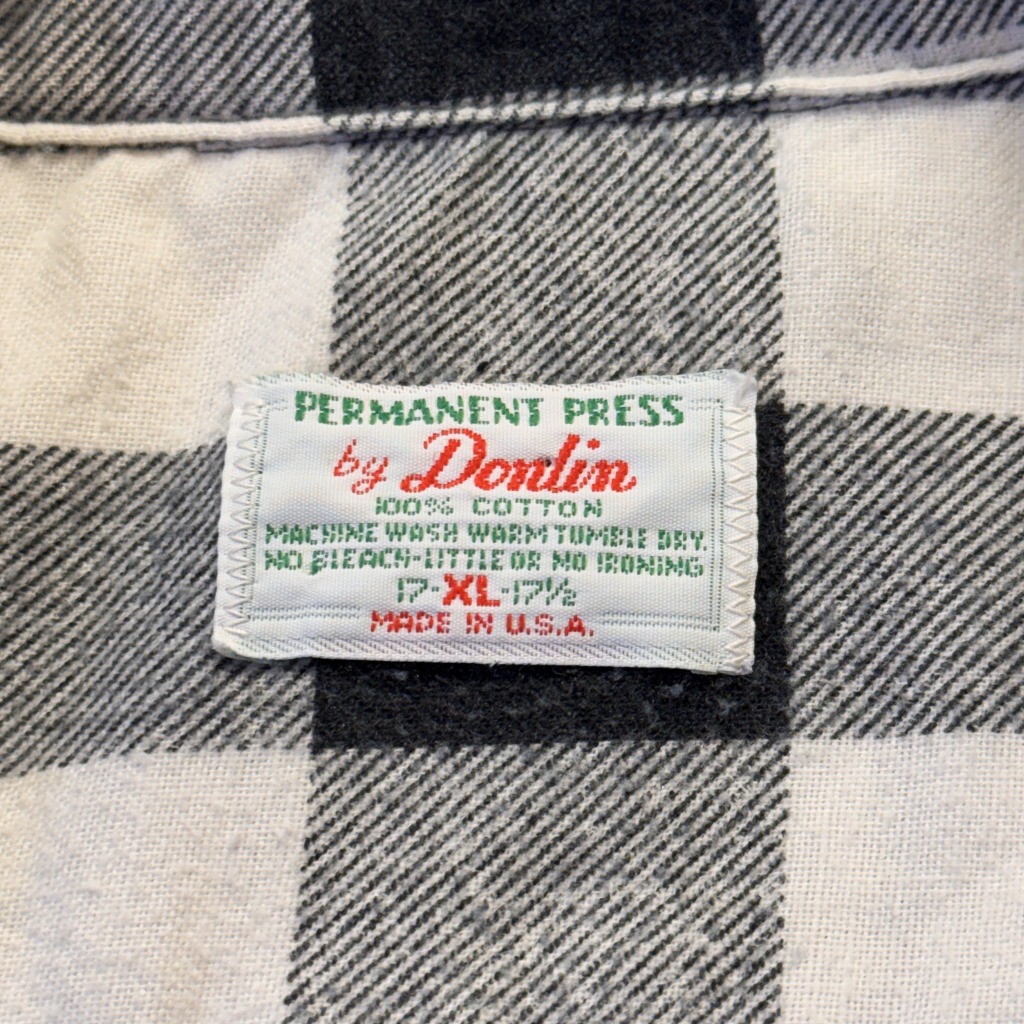 PERMANENT PRESS
by Donlin
100% COTTON
MACHINE WASH WARM TUMBLE DRY.
NO BLEACH-LITTLE OR NO IRONING
17-XL-17½
MADE IN U.S.A.